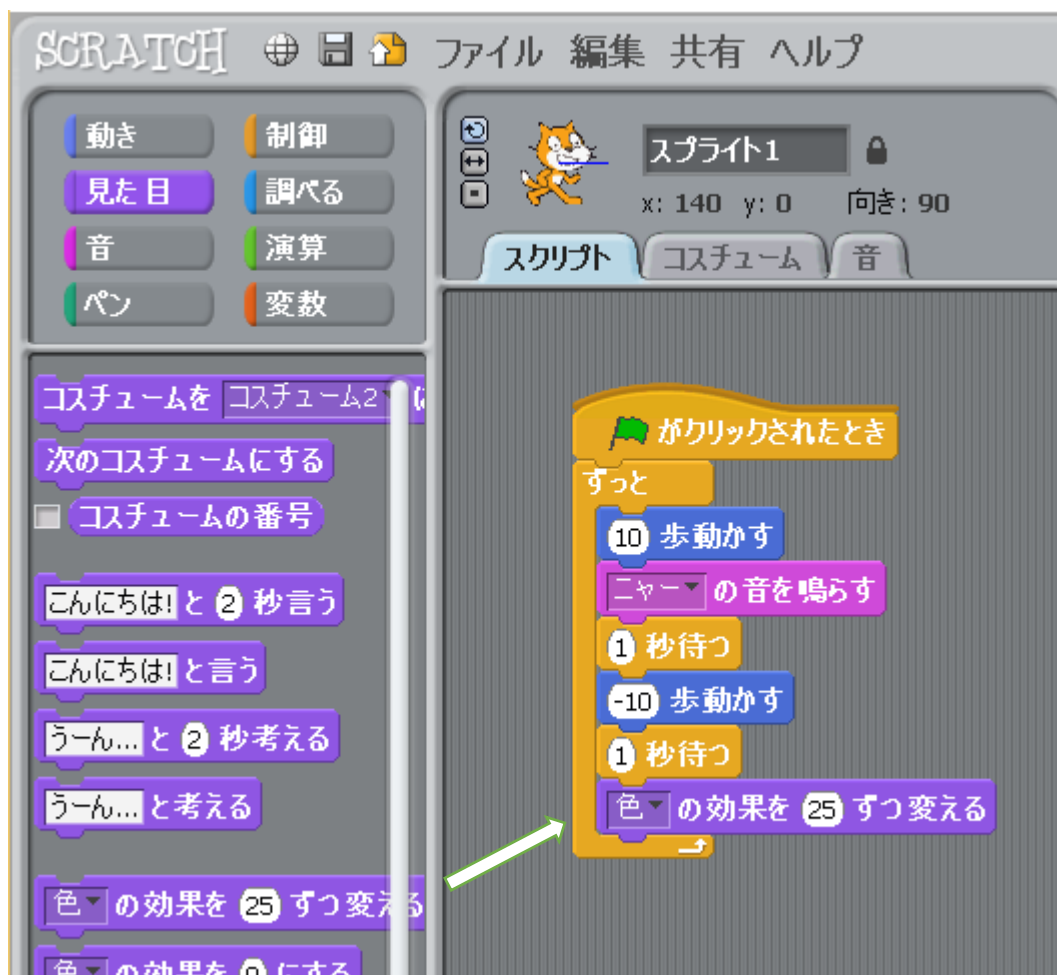 SCRATCH ファイル 編集 共有 ヘルプ
動き 制御
見た目 調べる
音 演算
ペン 変数
スプライト1
x: 140 y: 0 向き: 90
スクリプト コスチューム 音
コスチュームを コスチューム2
次のコスチュームにする
コスチュームの番号
こんにちは! と 2 秒言う
こんにちは! と言う
うーん... と 2 秒考える
うーん... と考える
色 の効果を 25 ずつ変える
色 の効果を 0 にする
がクリックされたとき
ずっと
10 歩動かす
ニャー の音を鳴らす
1 秒待つ
-10 歩動かす
1 秒待つ
色 の効果を 25 ずつ変える